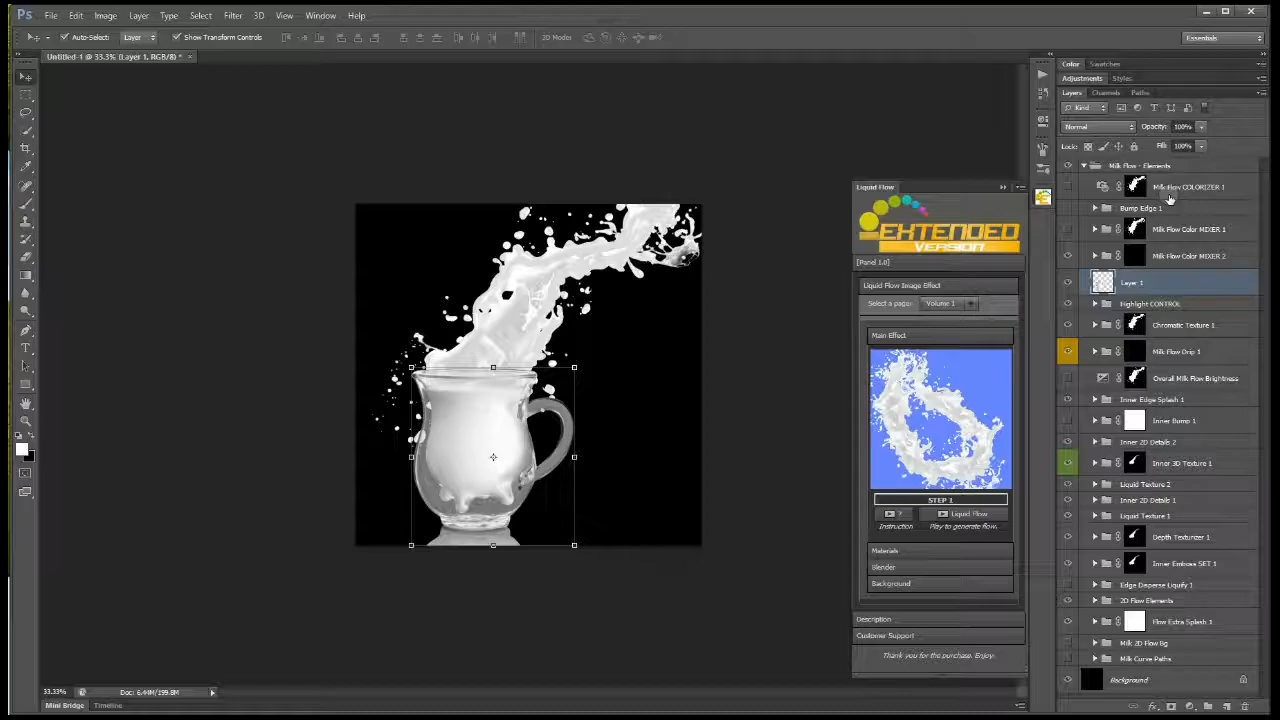 Ps File Edit Image Layer Type Select Filter 3D View Window Help
Auto-Select: Layer Show Transform Controls 3D Mode: Essentials
Untitled-1 @ 33.3% (Layer 1, RGB/8) *
Color Swatches
Adjustments Styles
Layers Channels Paths
Kind
Normal Opacity: 100%
Lock: Fill: 100%
Milk Flow - Elements
Milk Flow COLORIZER 1
Bump Edge 1
Milk Flow Color MIXER 1
Milk Flow Color MIXER 2
Layer 1
Highlight CONTROL
Chromatic Texture 1
Milk Flow Drip 1
Overall Milk Flow Brightness
Inner Edge Splash 1
Inner Bump 1
Inner 2D Details 2
Inner 3D Texture 1
Liquid Texture 2
Inner 2D Details 1
Liquid Texture 1
Depth Texturizer 1
Inner Emboss SET 1
Edge Disperse Liquify 1
2D Flow Elements
Flow Extra Splash 1
Milk 2D Flow Bg
Milk Curve Paths
Background
Liquid Flow
EXTENDED
VERSION
[Panel 1.0]
Liquid Flow Image Effect
Select a page: Volume 1
Main Effect
STEP 1
? Liquid Flow
Instruction Play to generate flow.
Materials
Blender
Background
Description
Customer Support
Thank you for the purchase. Enjoy.
33.33% Doc: 6.44M/199.8M
Mini Bridge Timeline